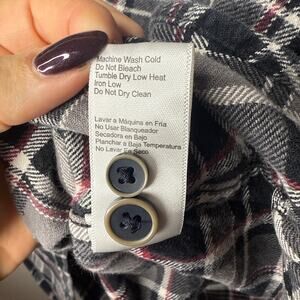 Machine Wash Cold
Do Not Bleach
Tumble Dry Low Heat
Iron Low
Do Not Dry Clean
Lavar a Máquina en Fria
No Usar Blanqueador
Secadora en Bajo
Planchar a Baja Temperatura
No Lavar En Seco